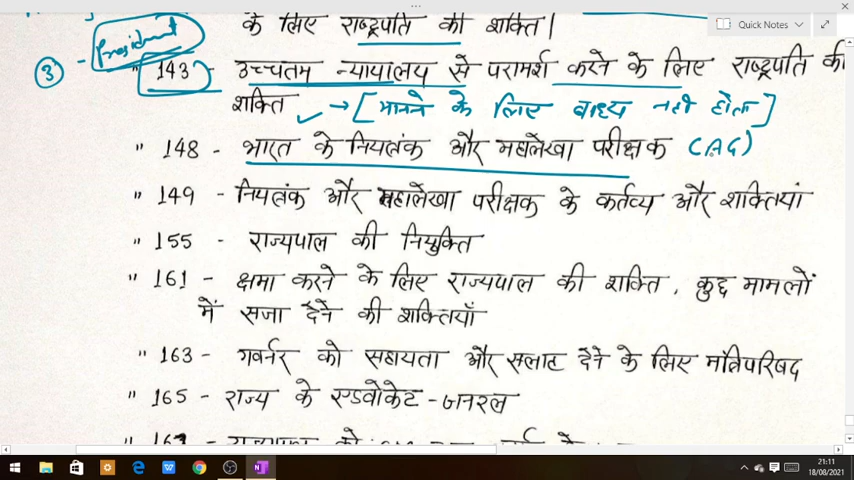 Quick Notes
के लिए राष्ट्रपति की शक्ति।
③ - President
" 143 - उच्चतम न्यायालय से परामर्श करने के लिए राष्ट्रपति की
शक्ति ✓ → [मानने के लिए बाध्य नही होता]
" 148 - भारत के नियतंक और महालेखा परीक्षक (AG)
" 149 - नियतंक और महालेखा परीक्षक के कर्तव्य और शक्तियां
" 155 - राज्यपाल की नियुक्ति
" 161 - क्षमा करने के लिए राज्यपाल की शक्ति, कुछ मामलों
में सजा देने की शक्तियाँ
" 163 - गवर्नर को सहायता और सलाह देने के लिए मंत्रिपरिषद
" 165 - राज्य के एडवोकेट - जनरल
21:11
18/08/2021